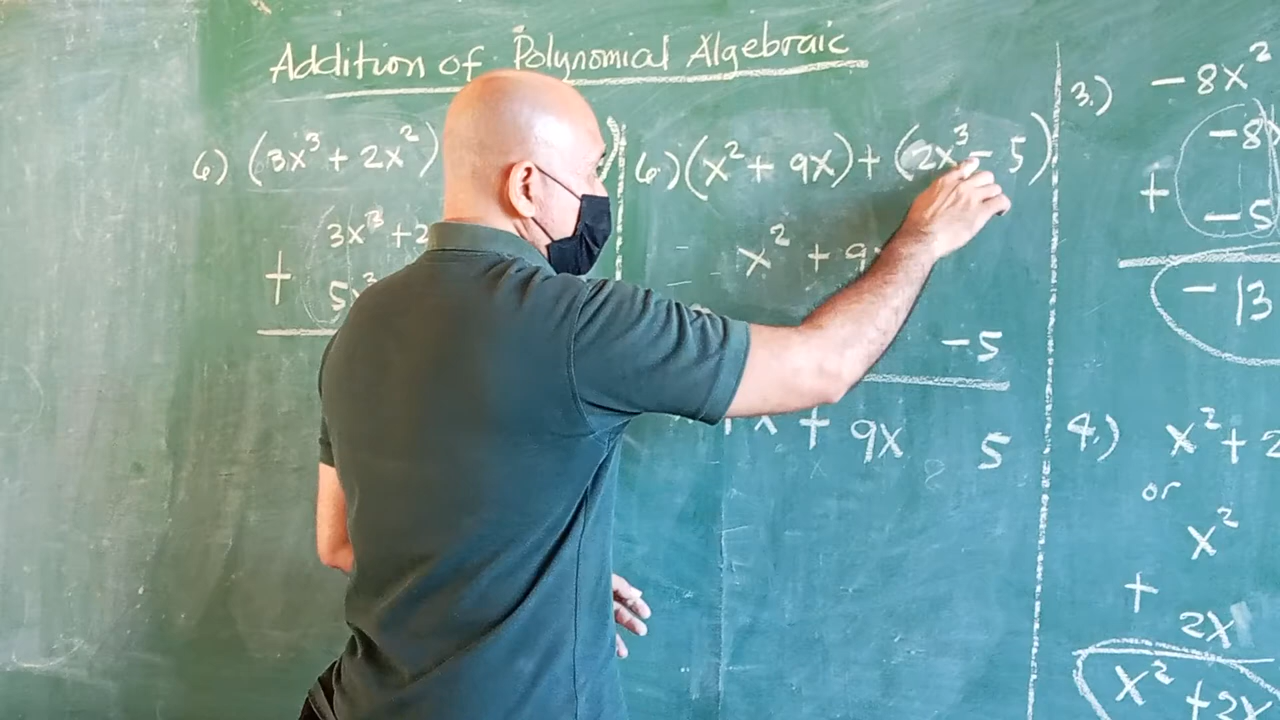 Addition of Polynomial Algebraic
6) (3x³ + 2x²)
3x³ + 2
+ 5x³
6.) (x² + 9x) + (2x³ - 5)
x² + 9
- 5
x + 9x 5
3.) - 8x²
- 8
+ - 5
- 13
4.) x² + 2
or
x²
+
2x
x² + 2x